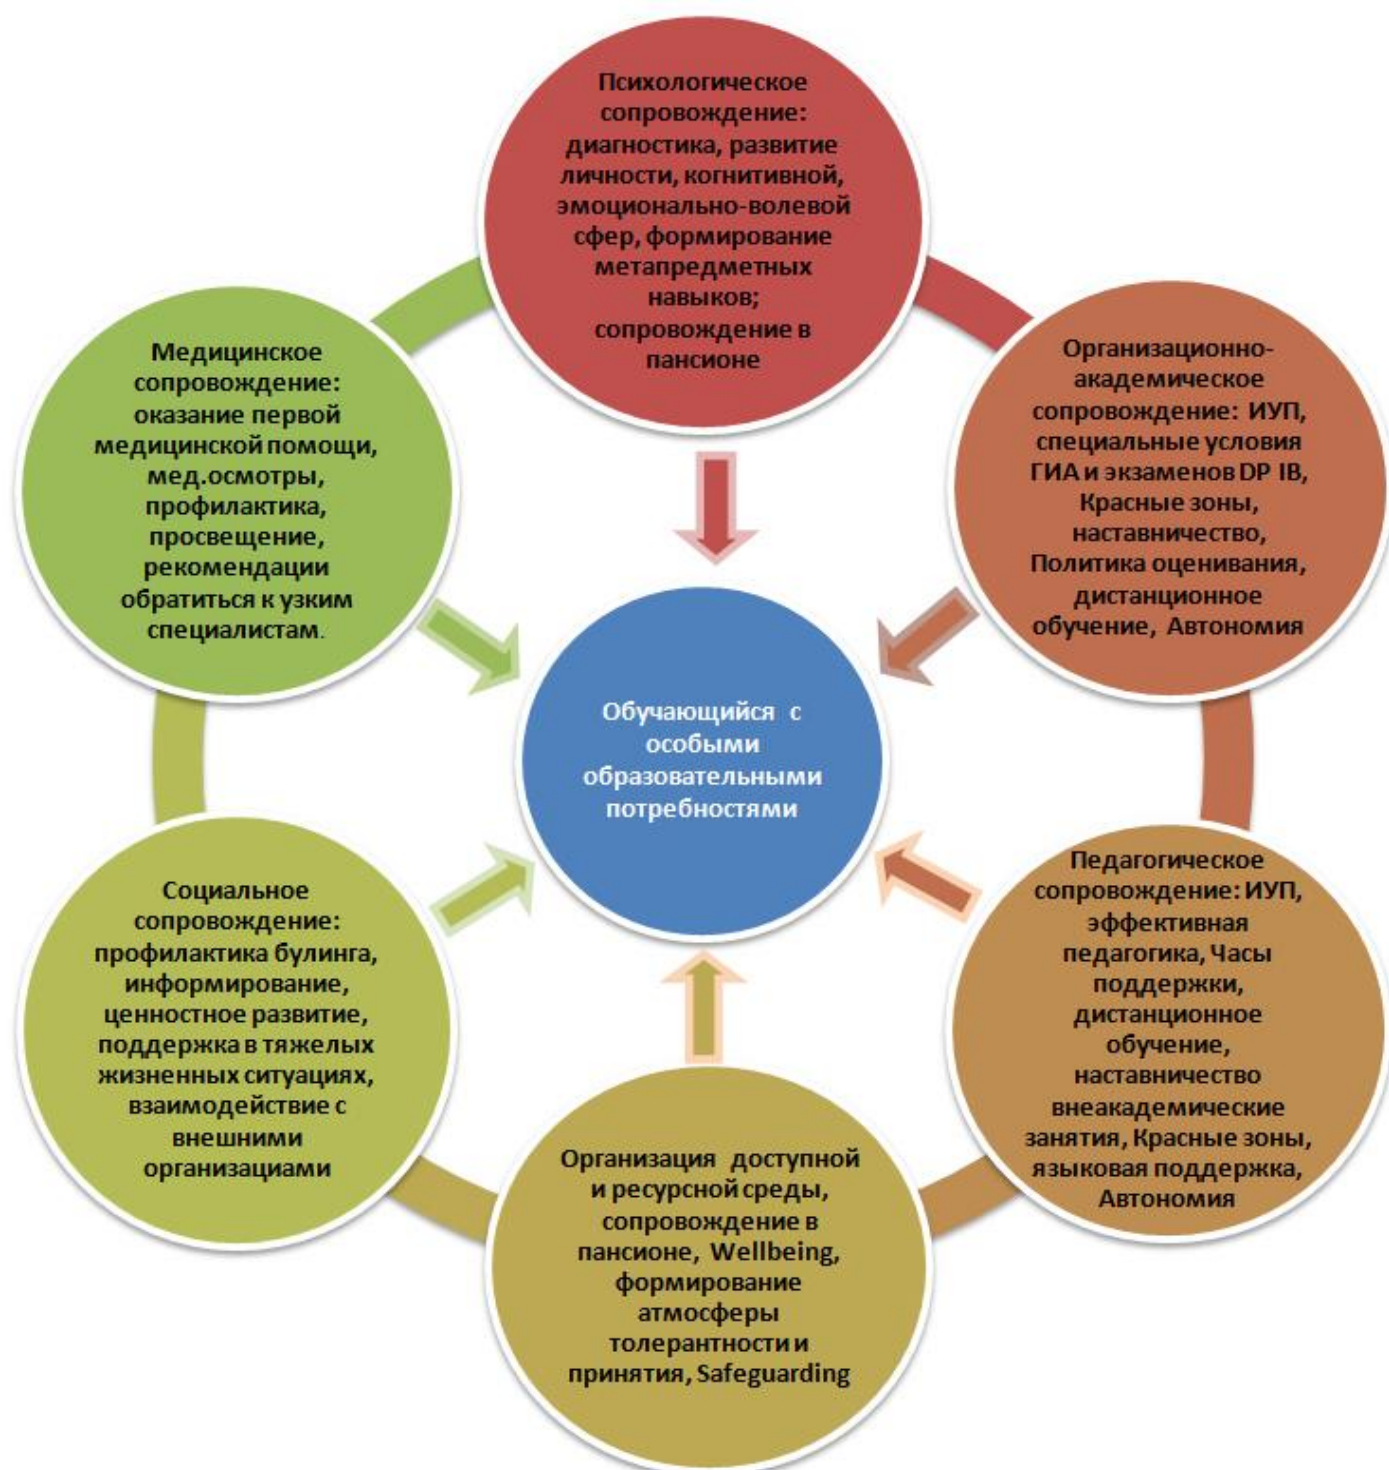 Психологическое
сопровождение:
диагностика, развитие
личности, когнитивной,
эмоционально-волевой
сфер, формирование
метапредметных
навыков;
сопровождение в
пансионе
Организационно-
академическое
сопровождение: ИУП,
специальные условия
ГИА и экзаменов DP IB,
Красные зоны,
наставничество,
Политика оценивания,
дистанционное
обучение, Автономия
Педагогическое
сопровождение: ИУП,
эффективная
педагогика, Часы
поддержки,
дистанционное
обучение,
наставничество
внеакадемические
занятия, Красные зоны,
языковая поддержка,
Автономия
Организация доступной
и ресурсной среды,
сопровождение в
пансионе, Wellbeing,
формирование
атмосферы
толерантности и
принятия, Safeguarding
Социальное
сопровождение:
профилактика булинга,
информирование,
ценностное развитие,
поддержка в тяжелых
жизненных ситуациях,
взаимодействие с
внешними
организациами
Медицинское
сопровождение:
оказание первой
медицинской помощи,
мед.осмотры,
профилактика,
просвещение,
рекомендации
обратиться к узким
специалистам.
Обучающийся с
особыми
образовательными
потребностями